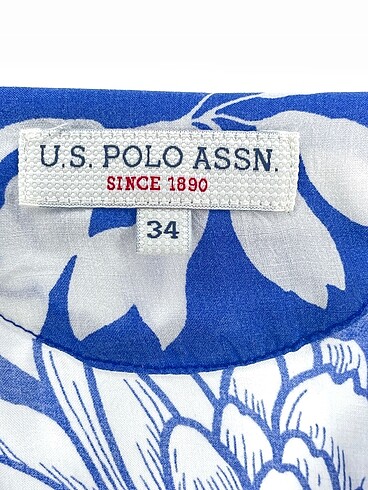 U.S. POLO ASSN.
SINCE 1890
34